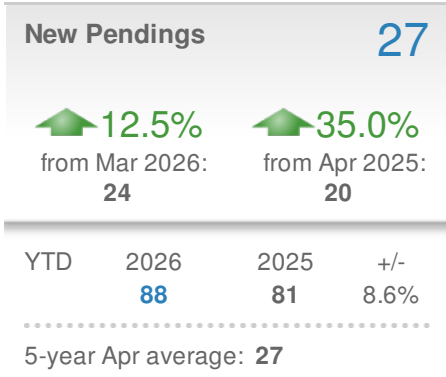 New Pendings 27
12.5% 35.0%
from Mar 2026: from Apr 2025:
24 20
YTD 2026 2025 +/-
88 81 8.6%
5-year Apr average: 27